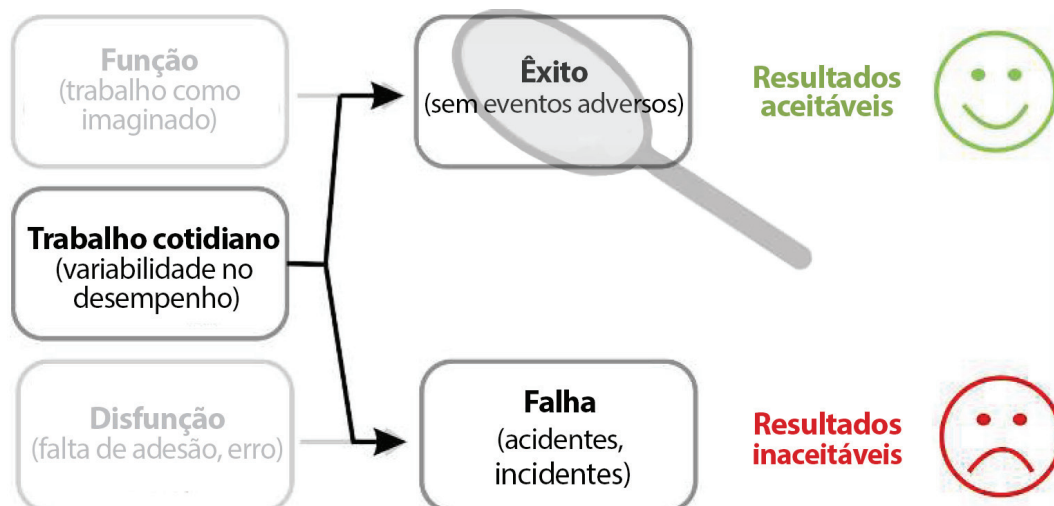 Função
(trabalho como
imaginado)
Êxito
(sem eventos adversos)
Resultados
aceitáveis
Trabalho cotidiano
(variabilidade no
desempenho)
Disfunção
(falta de adesão, erro)
Falha
(acidentes,
incidentes)
Resultados
inaceitáveis